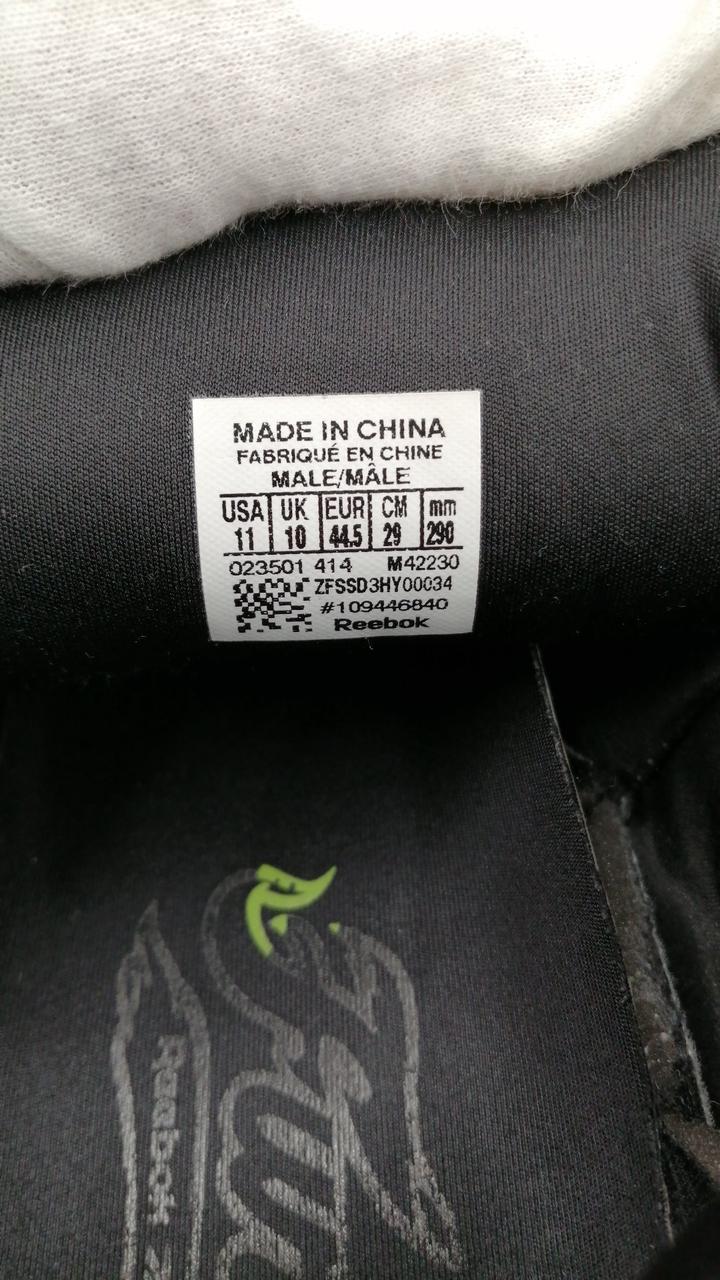 MADE IN CHINA
FABRIQUÉ EN CHINE
MALE/MÂLE
USA UK EUR CM mm
11 10 44.5 29 290
023501 414 M42230
ZFSSD3HY00034
#109446840
Reebok
Reebok